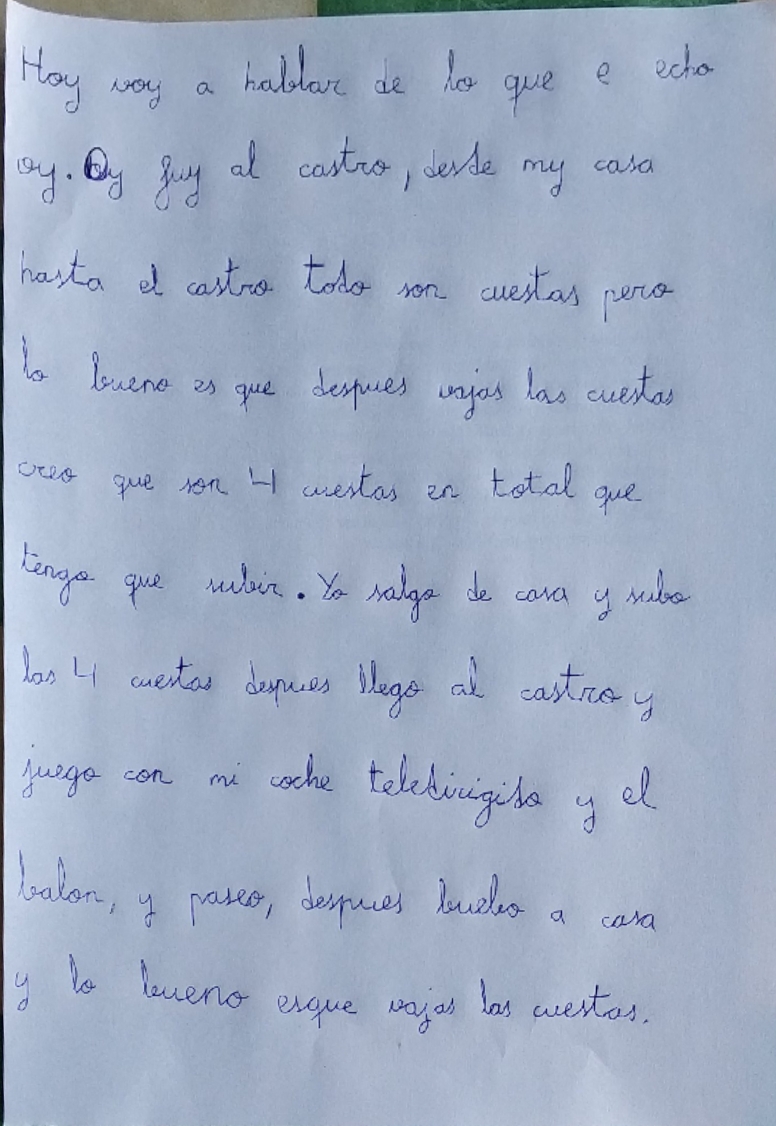 Hoy voy a hablar de lo que e echo
oy. Oy fuy al castro, desde my casa
hasta el castro todo son cuestas pero
lo bueno es que despues vajas las cuestas
creo que son 4 cuestas en total que
tengo que subir. Yo salgo de casa y subo
las 4 cuestas despues llego al castro y
juego con mi coche teledirigido y el
balon, y paseo, despues buelbo a casa
y lo bueno esque vajas las cuestas.